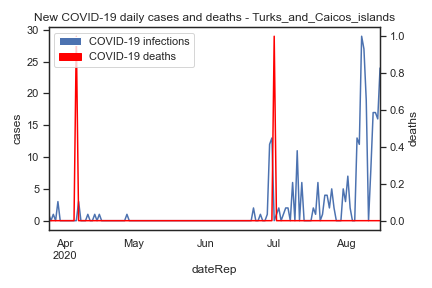 New COVID-19 daily cases and deaths - Turks_and_Caicos_islands
COVID-19 infections
COVID-19 deaths
30
25
20
15
10
5
0
cases
1.0
0.8
0.6
0.4
0.2
0.0
deaths
Apr May Jun Jul Aug
2020
dateRep